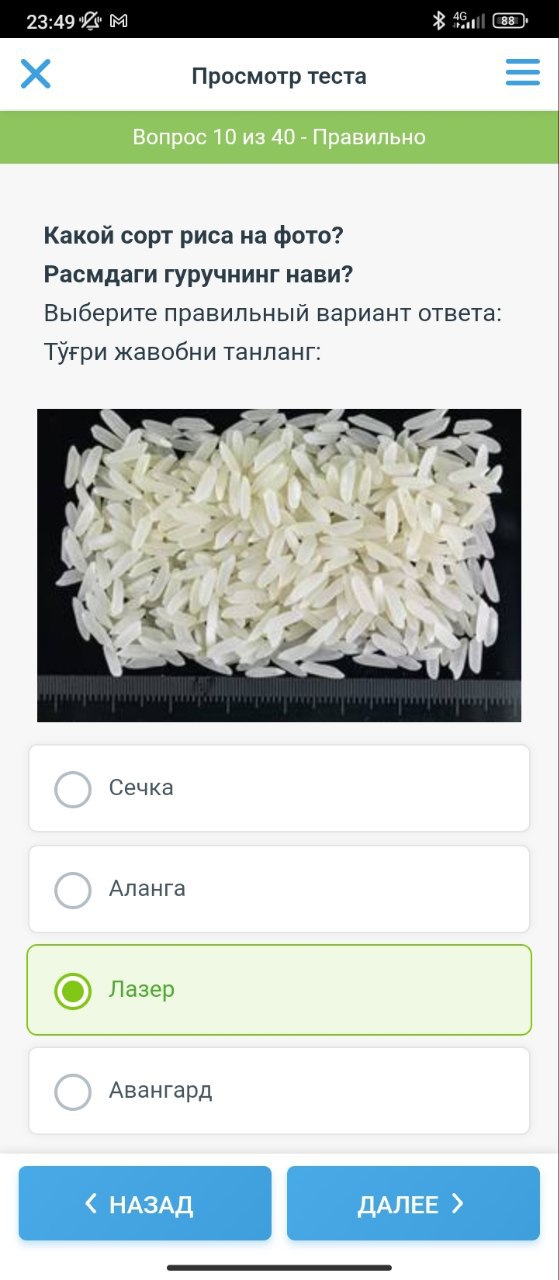 23:49 4G 88
Просмотр теста
Вопрос 10 из 40 - Правильно
Какой сорт риса на фото?
Расмдаги гуручнинг нави?
Выберите правильный вариант ответа:
Тўғри жавобни танланг:
Сечка
Аланга
Лазер
Авангард
НАЗАД ДАЛЕЕ